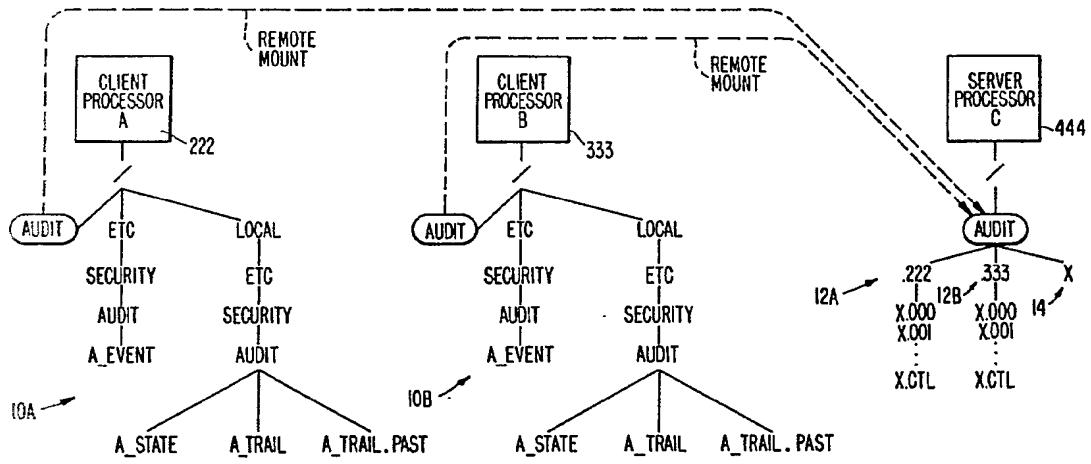 REMOTE
MOUNT
REMOTE
MOUNT
CLIENT
PROCESSOR
A
222
CLIENT
PROCESSOR
B
333
SERVER
PROCESSOR
C
444
/
/
/
AUDIT
ETC
LOCAL
SECURITY
ETC
AUDIT
SECURITY
A_EVENT
AUDIT
10A
A_STATE
A_TRAIL
A_TRAIL.PAST
AUDIT
ETC
LOCAL
SECURITY
ETC
AUDIT
SECURITY
A_EVENT
AUDIT
10B
A_STATE
A_TRAIL
A_TRAIL.PAST
AUDIT
12A
.222
12B
.333
14
X
X.000
X.001
X.CTL
X.000
X.001
X.CTL